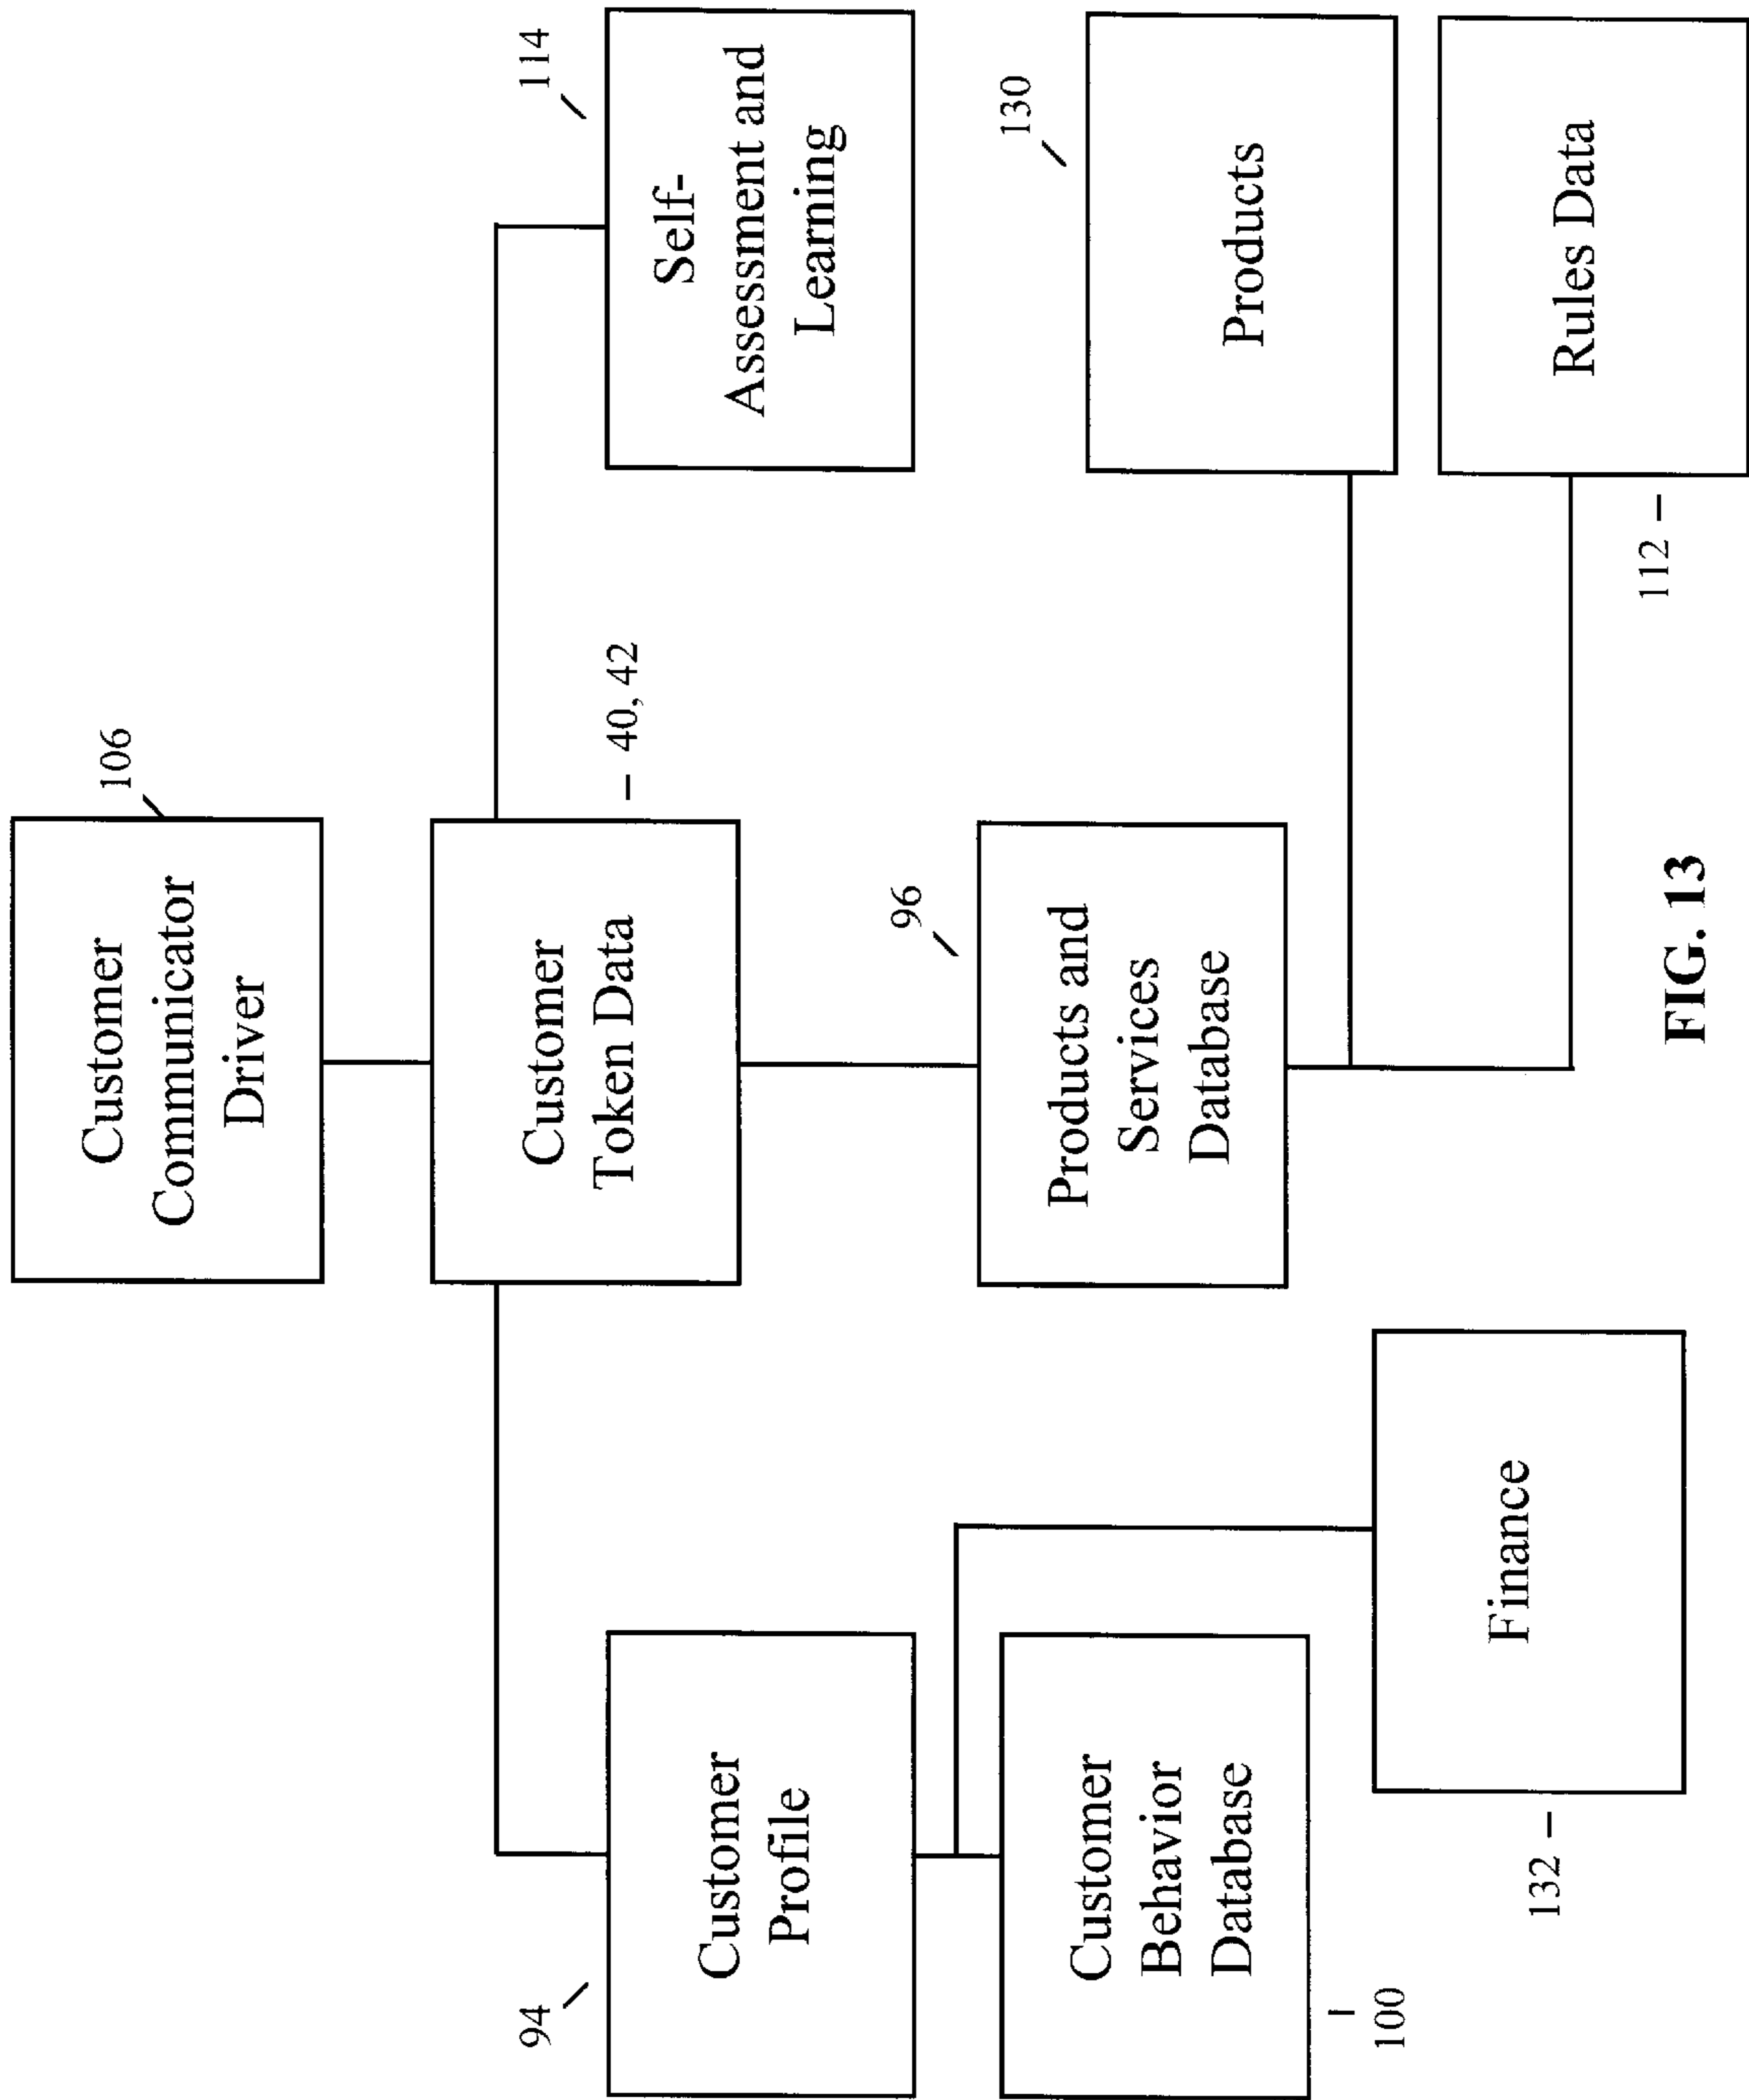 Customer
Communicator
Driver
106
Customer
Token Data
40, 42
94
Customer
Profile
114
Self-
Assessment and
Learning
96
Products and
Services
Database
Customer
Behavior
Database
100
130
Products
132
Finance
112
Rules Data
FIG. 13